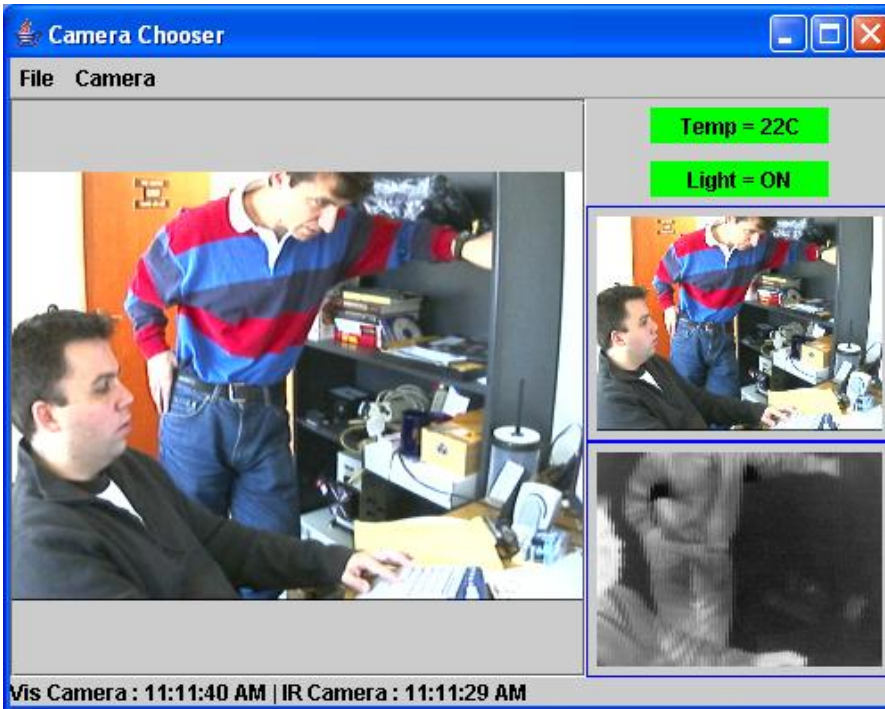 Camera Chooser
File Camera
Temp = 22C
Light = ON
Vis Camera : 11:11:40 AM | IR Camera : 11:11:29 AM